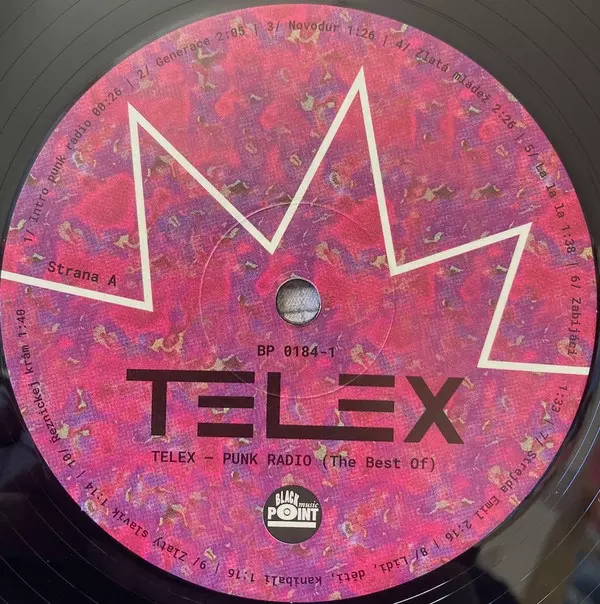 1/ Intro punk radio 00:26 | 2/ Generace 2:05 | 3/ Novodur 1:26 | 4/ Zlatá mládež 2:26 | 5/ La la la 1:38 | 6/ Zabijáci 1:33 | 7/ Strejda Emil 2:16 | 8/ Lidi, děti, kanibali 1:16 | 9/ Zlatý slavík 1:14 | 10/ Řeznickej krám 1:40
Strana A
BP 0184-1
TELEX
TELEX – PUNK RADIO (The Best Of)
BLACK
music
POINT